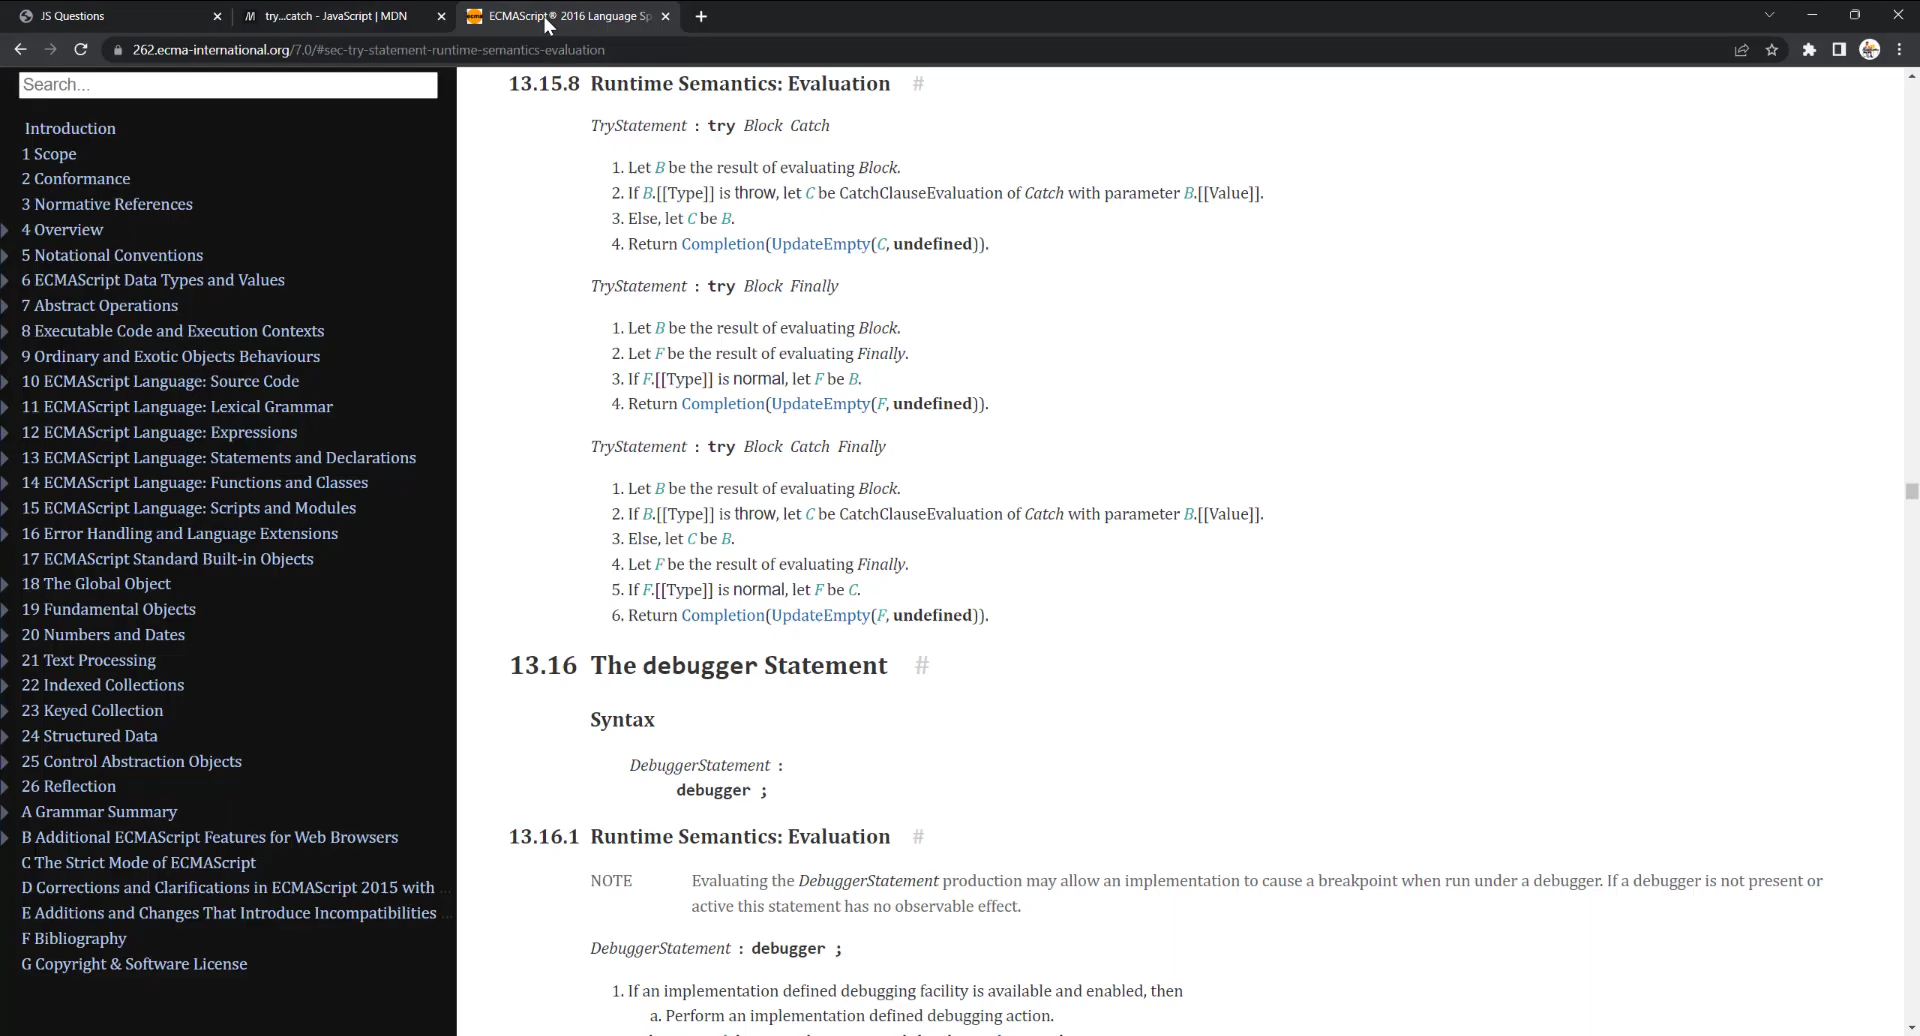 JS Questions
try...catch - JavaScript | MDN
ECMAScript® 2016 Language Sp
262.ecma-international.org/7.0/#sec-try-statement-runtime-semantics-evaluation
Search...
Introduction
1 Scope
2 Conformance
3 Normative References
4 Overview
5 Notational Conventions
6 ECMAScript Data Types and Values
7 Abstract Operations
8 Executable Code and Execution Contexts
9 Ordinary and Exotic Objects Behaviours
10 ECMAScript Language: Source Code
11 ECMAScript Language: Lexical Grammar
12 ECMAScript Language: Expressions
13 ECMAScript Language: Statements and Declarations
14 ECMAScript Language: Functions and Classes
15 ECMAScript Language: Scripts and Modules
16 Error Handling and Language Extensions
17 ECMAScript Standard Built-in Objects
18 The Global Object
19 Fundamental Objects
20 Numbers and Dates
21 Text Processing
22 Indexed Collections
23 Keyed Collection
24 Structured Data
25 Control Abstraction Objects
26 Reflection
A Grammar Summary
B Additional ECMAScript Features for Web Browsers
C The Strict Mode of ECMAScript
D Corrections and Clarifications in ECMAScript 2015 with ...
E Additions and Changes That Introduce Incompatibilities ...
F Bibliography
G Copyright & Software License
13.15.8 Runtime Semantics: Evaluation #
TryStatement : try Block Catch
1. Let B be the result of evaluating Block.
2. If B.[[Type]] is throw, let C be CatchClauseEvaluation of Catch with parameter B.[[Value]].
3. Else, let C be B.
4. Return Completion(UpdateEmpty(C, undefined)).
TryStatement : try Block Finally
1. Let B be the result of evaluating Block.
2. Let F be the result of evaluating Finally.
3. If F.[[Type]] is normal, let F be B.
4. Return Completion(UpdateEmpty(F, undefined)).
TryStatement : try Block Catch Finally
1. Let B be the result of evaluating Block.
2. If B.[[Type]] is throw, let C be CatchClauseEvaluation of Catch with parameter B.[[Value]].
3. Else, let C be B.
4. Let F be the result of evaluating Finally.
5. If F.[[Type]] is normal, let F be C.
6. Return Completion(UpdateEmpty(F, undefined)).
13.16 The debugger Statement #
Syntax
DebuggerStatement :
debugger ;
13.16.1 Runtime Semantics: Evaluation #
NOTE Evaluating the DebuggerStatement production may allow an implementation to cause a breakpoint when run under a debugger. If a debugger is not present or
active this statement has no observable effect.
DebuggerStatement : debugger ;
1. If an implementation defined debugging facility is available and enabled, then
a. Perform an implementation defined debugging action.